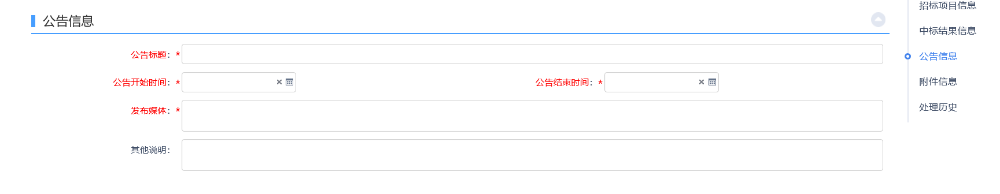 公告信息
公告标题：*
公告开始时间：*
公告结束时间：*
发布媒体：*
其他说明：
招标项目信息
中标结果信息
公告信息
附件信息
处理历史